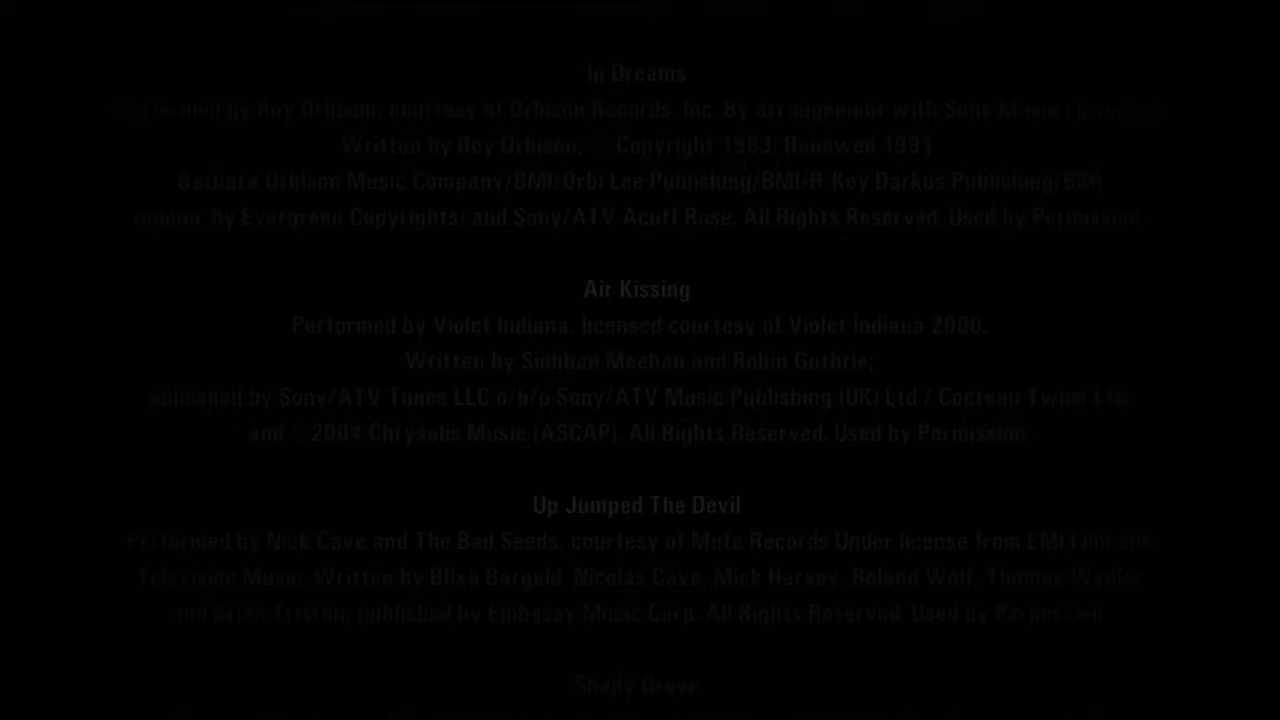 In Dreams
Performed by Roy Orbison, courtesy of Orbison Records, Inc. By arrangement with Sony Music
Written by Roy Orbison, © Copyright 1963; Renewed 1991
Barbara Orbison Music Company/BMI/Orbi Lee Publishing/BMI/R-Key Darkus Publishing/BMI
by Evergreen Copyrights) and Sony/ATV Acuff Rose. All Rights Reserved. Used by Permission
Air Kissing
Performed by Violet Indiana, licensed courtesy of Violet Indiana 2000.
Written by Siobhan Meehan and Robin Guthrie;
published by Sony/ATV Tunes LLC o/b/o Sony/ATV Music Publishing (UK) Ltd / Cocteau Twins Ltd
and ©2004 Chrysalis Music (ASCAP). All Rights Reserved. Used by Permission.
Up Jumped The Devil
Performed by Nick Cave and The Bad Seeds, courtesy of Mute Records Under license from EMI Film and
Television Music. Written by Blixa Bargeld, Nicolas Cave, Mick Harvey, Roland Wolf, Thomas Wydler
and Brian Tristan; published by Embassy Music Corp. All Rights Reserved. Used By Permission
Shady Grove